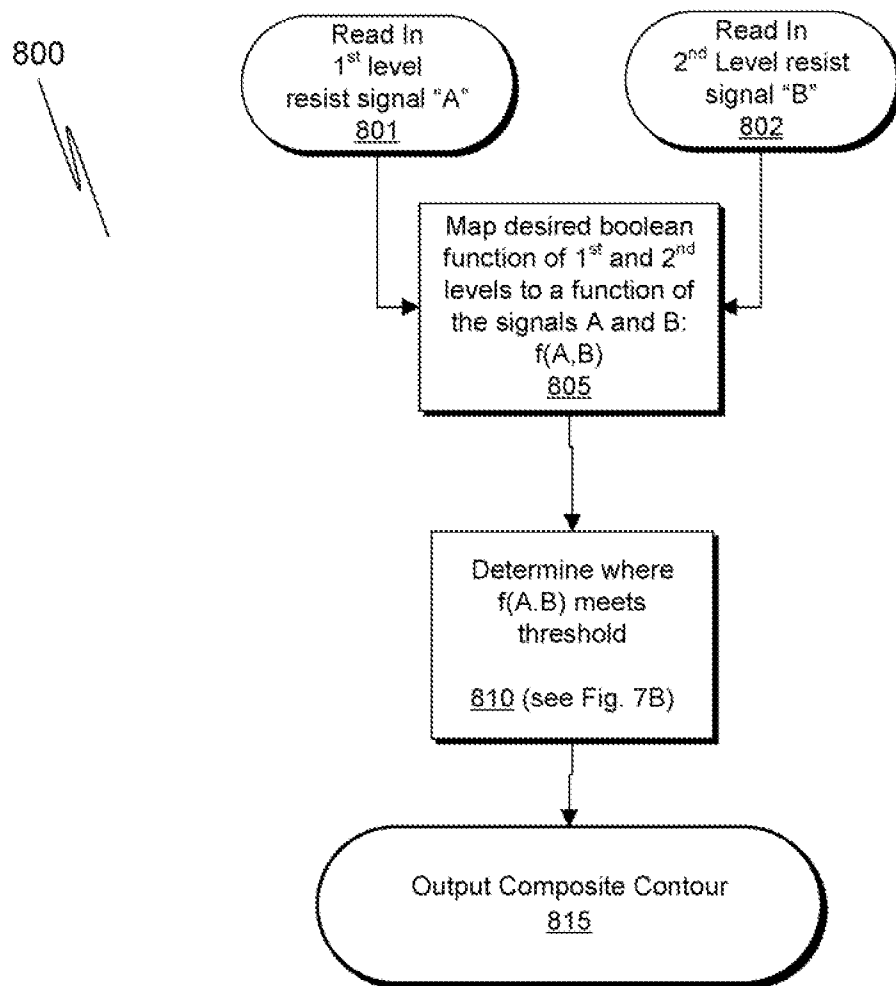 800
Read In
1st level
resist signal "A"
801
Read In
2nd Level resist
signal "B"
802
Map desired boolean
function of 1st and 2nd
levels to a function of
the signals A and B:
f(A,B)
805
Determine where
f(A.B) meets
threshold
810 (see Fig. 7B)
Output Composite Contour
815